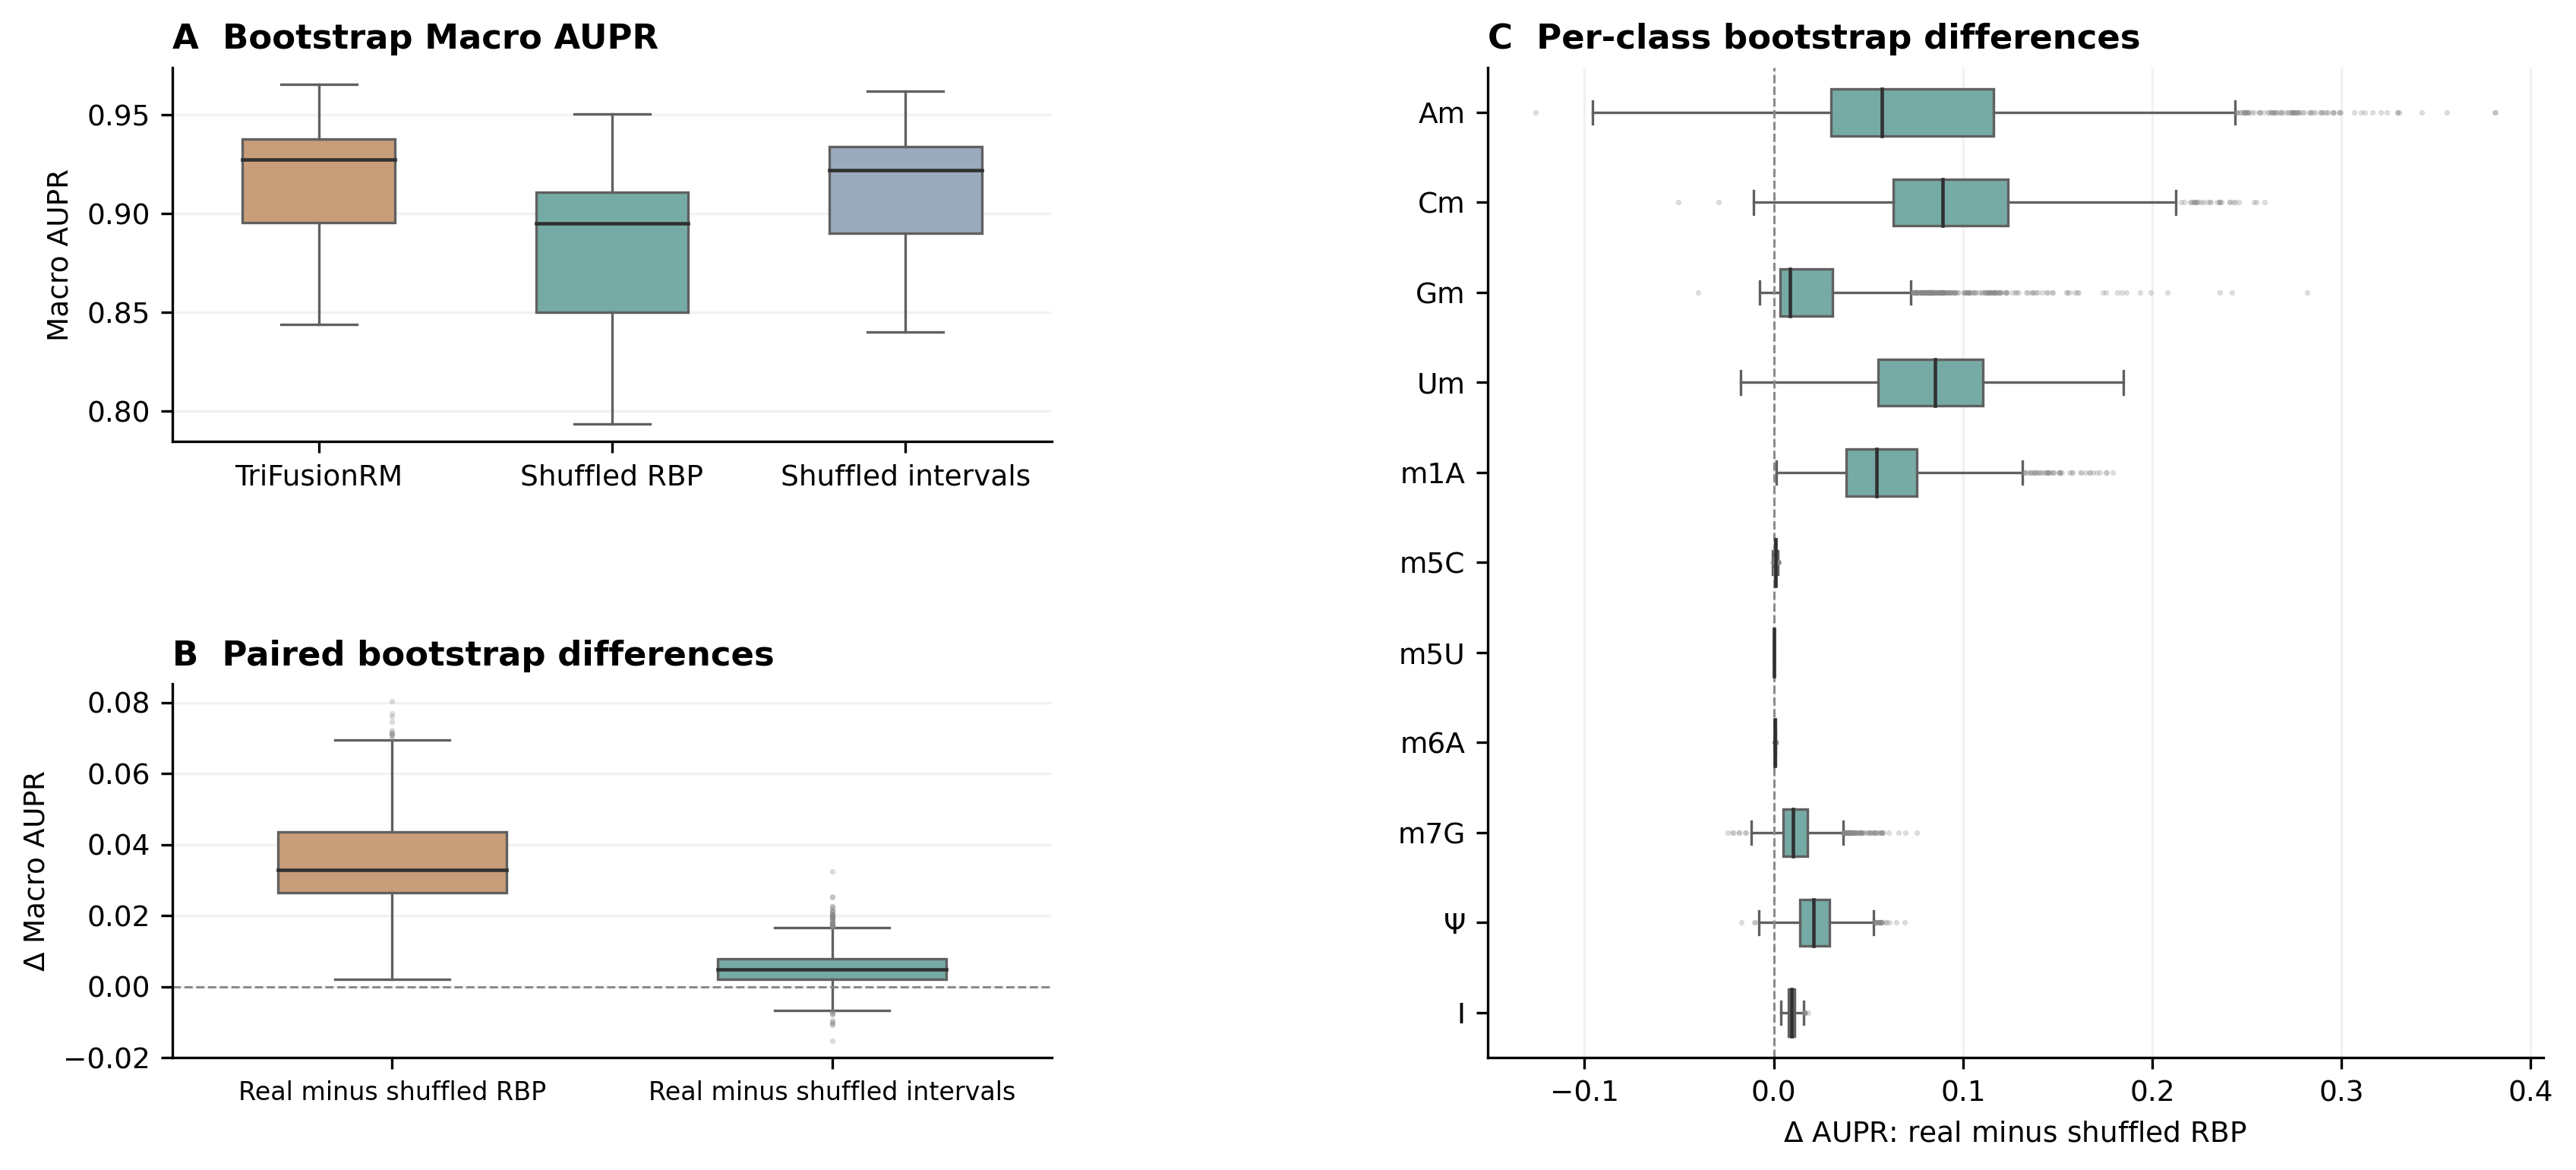 A Bootstrap Macro AUPR
Macro AUPR
0.95
0.90
0.85
0.80
TriFusionRM
Shuffled RBP
Shuffled intervals
B Paired bootstrap differences
Δ Macro AUPR
0.08
0.06
0.04
0.02
0.00
−0.02
Real minus shuffled RBP
Real minus shuffled intervals
C Per-class bootstrap differences
Am
Cm
Gm
Um
m1A
m5C
m5U
m6A
m7G
Ψ
I
−0.1
0.0
0.1
0.2
0.3
0.4
Δ AUPR: real minus shuffled RBP